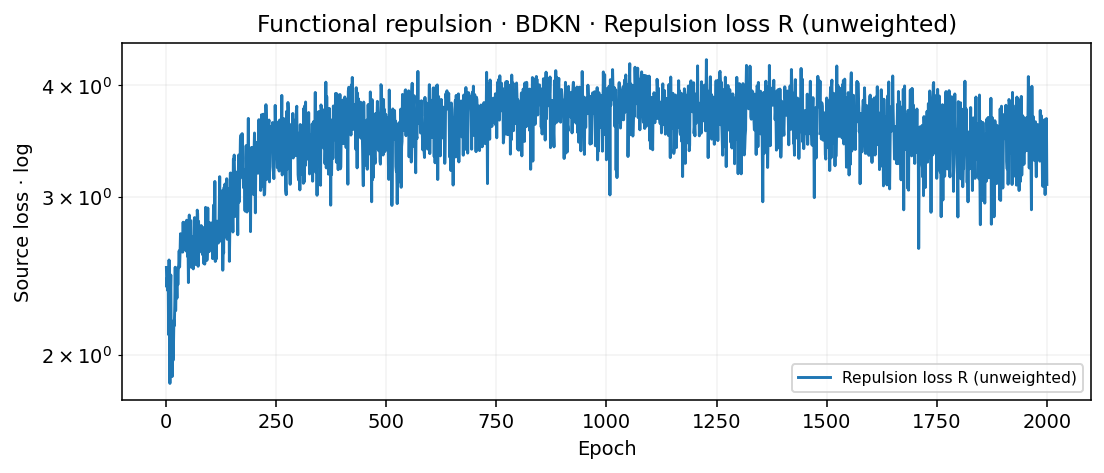 Functional repulsion · BDKN · Repulsion loss R (unweighted)
Source loss · log
4 × 10⁰
3 × 10⁰
2 × 10⁰
Repulsion loss R (unweighted)
0 250 500 750 1000 1250 1500 1750 2000
Epoch